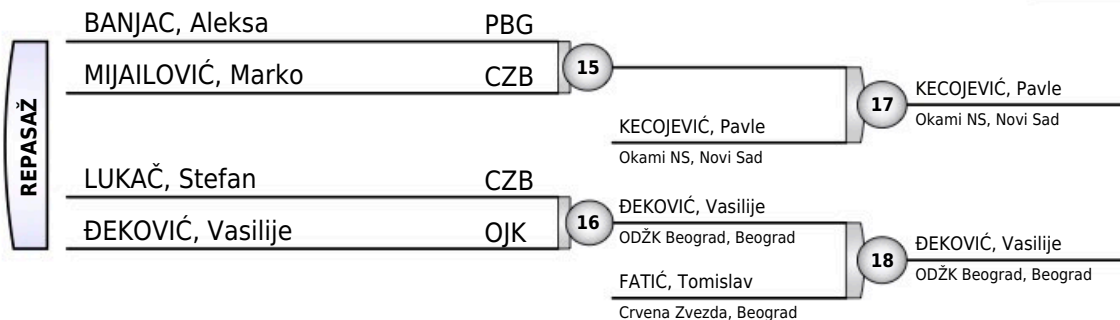 REPASAŽ
BANJAC, Aleksa PBG
MIJAILOVIĆ, Marko CZB
15
KECOJEVIĆ, Pavle
Okami NS, Novi Sad
17
KECOJEVIĆ, Pavle
Okami NS, Novi Sad
LUKAČ, Stefan CZB
ĐEKOVIĆ, Vasilije OJK
16
ĐEKOVIĆ, Vasilije
ODŽK Beograd, Beograd
FATIĆ, Tomislav
Crvena Zvezda, Beograd
18
ĐEKOVIĆ, Vasilije
ODŽK Beograd, Beograd